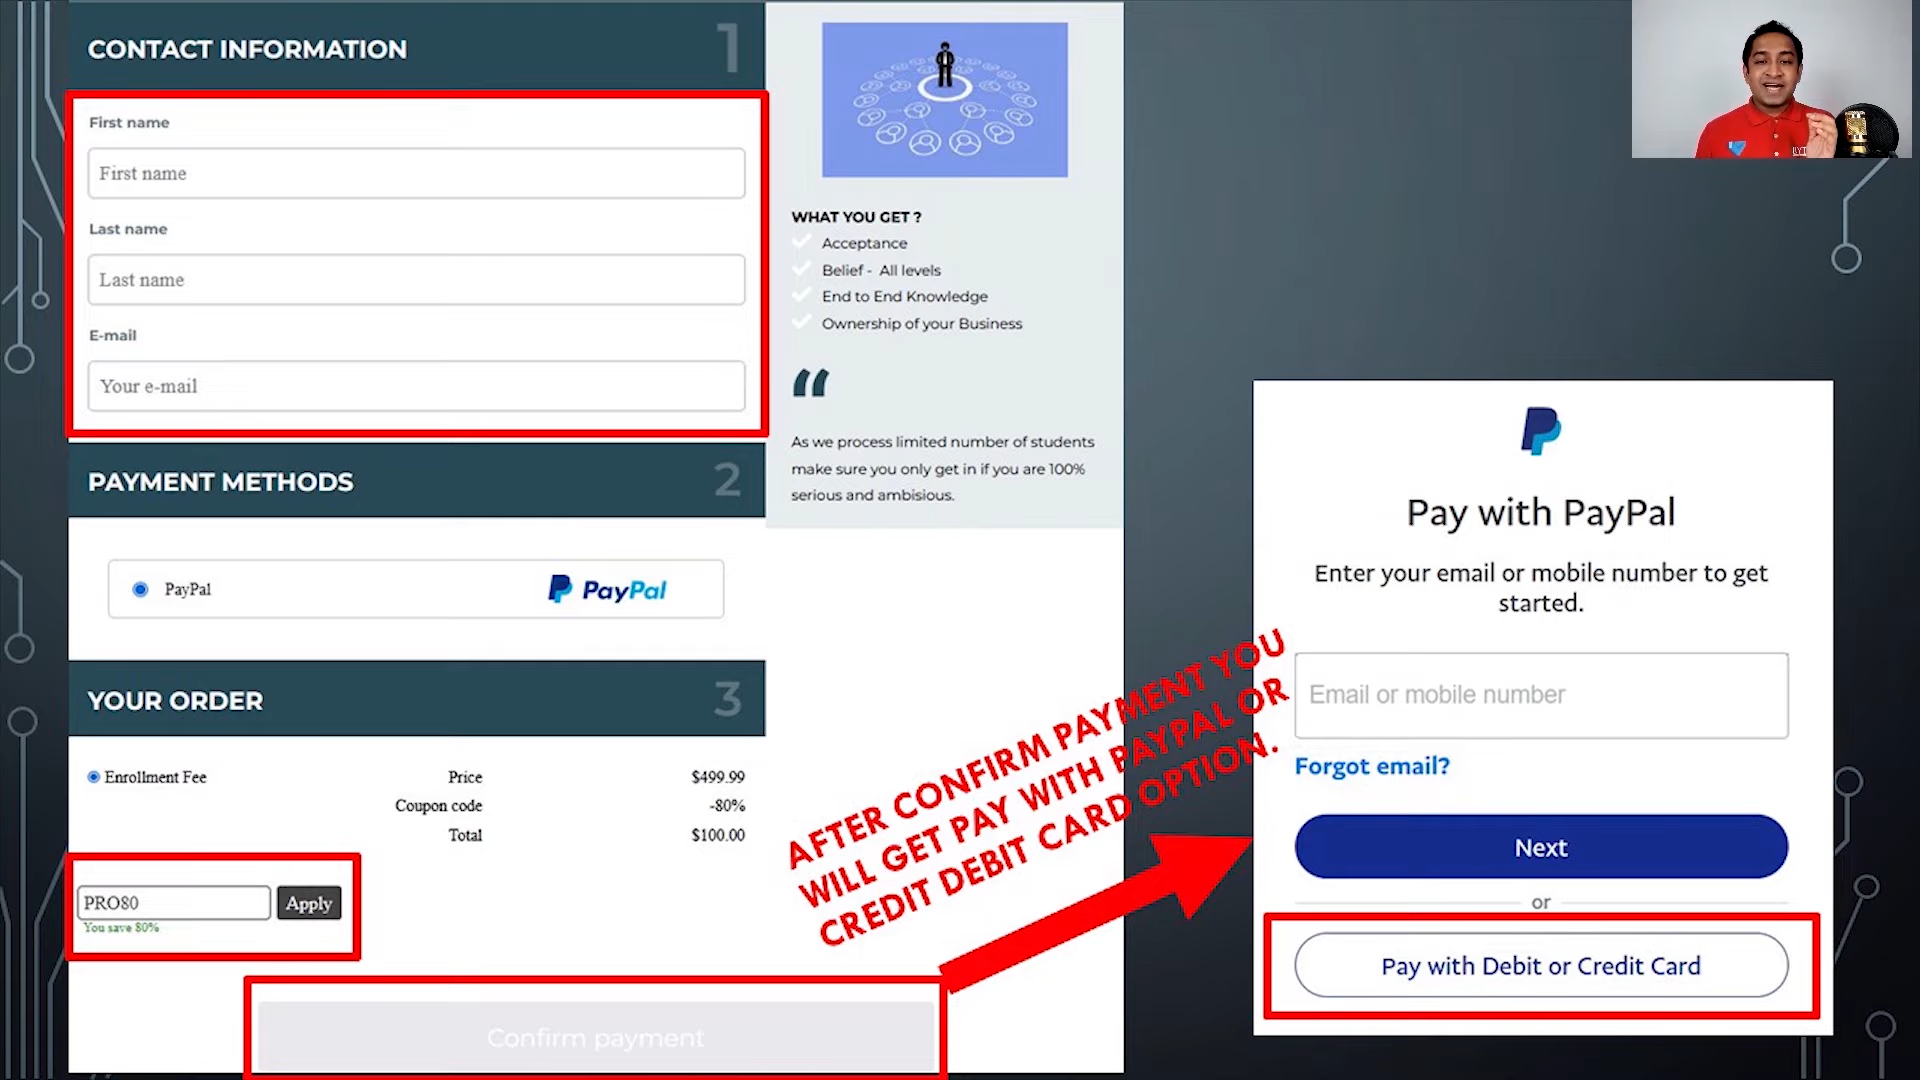 CONTACT INFORMATION
1
First name
First name
Last name
Last name
E-mail
Your e-mail
PAYMENT METHODS
2
PayPal
PayPal
YOUR ORDER
3
Enrollment Fee
Price
$499.99
Coupon code
-80%
Total
$100.00
PRO80
Apply
You save 80%
Confirm payment
WHAT YOU GET ?
Acceptance
Belief - All levels
End to End Knowledge
Ownership of your Business
“
As we process limited number of students
make sure you only get in if you are 100%
serious and ambisious.
AFTER CONFIRM PAYMENT YOU
WILL GET PAY WITH PAYPAL OR
CREDIT DEBIT CARD OPTION.
Pay with PayPal
Enter your email or mobile number to get
started.
Email or mobile number
Forgot email?
Next
or
Pay with Debit or Credit Card